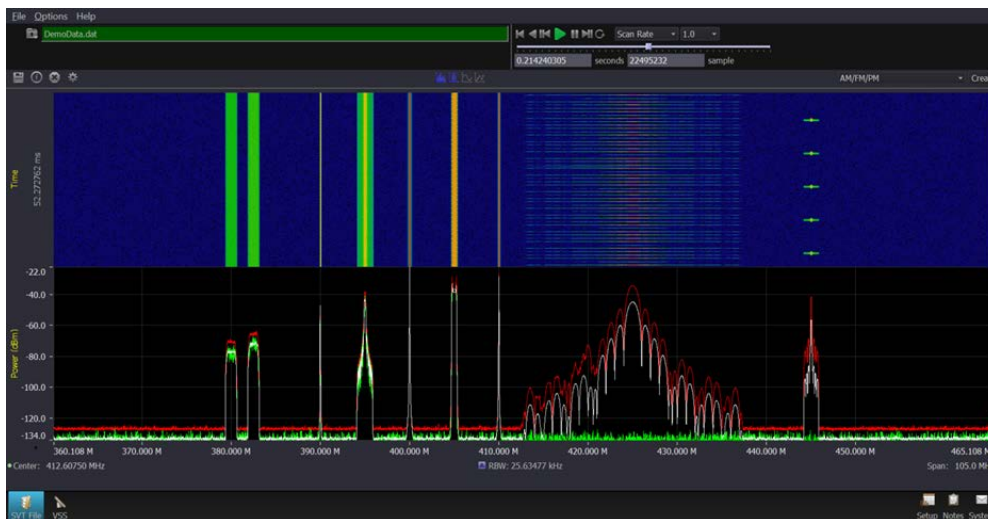 File Options Help
DemoData.dat
Scan Rate 1.0
0.214240305 seconds 22495232 sample
AM/FM/PM Crea
Time
52.272762 ms
-22.0
-40.0
-60.0
-80.0
-100.0
-120.0
-134.0
Power (dBm)
360.108 M 370.000 M 380.000 M 390.000 M 400.000 M 410.000 M 420.000 M 430.000 M 440.000 M 450.000 M 465.108 M
Center: 412.60750 MHz RBW: 25.63477 kHz Span: 105.0 MH
SVT File VSS Setup Notes Syste